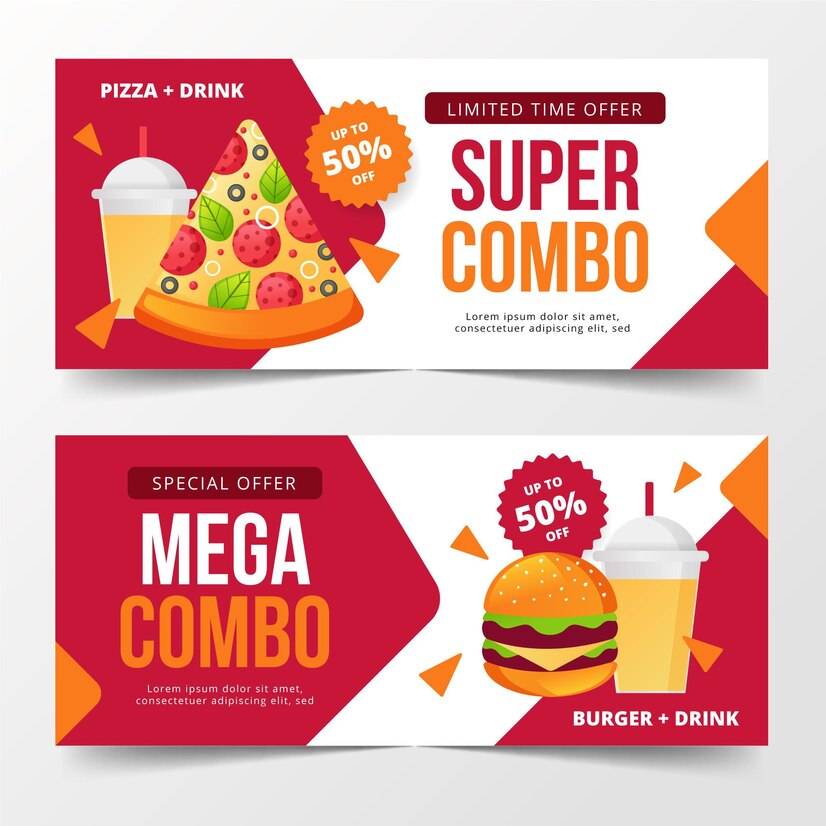 PIZZA + DRINK
UP TO
50%
OFF
LIMITED TIME OFFER
SUPER
COMBO
Lorem ipsum dolor sit amet,
consectetuer adipiscing elit, sed
SPECIAL OFFER
MEGA
COMBO
Lorem ipsum dolor sit amet,
consectetuer adipiscing elit, sed
UP TO
50%
OFF
BURGER + DRINK